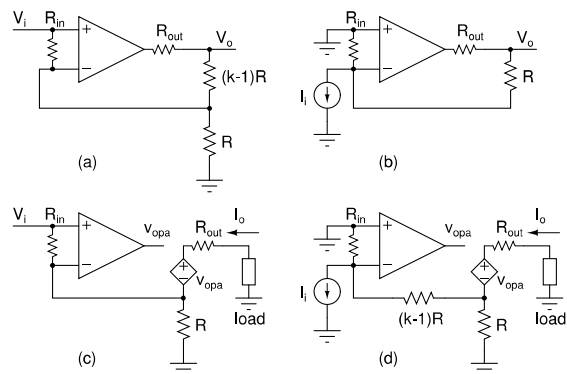 Vi Rin + − Rout Vo
(k-1)R
R
(a)
Rin + − Rout Vo
Ii R
(b)
Vi Rin + − vopa Rout Io
+ − vopa
R load
(c)
Rin + − vopa Rout Io
Ii + − vopa
(k-1)R R load
(d)